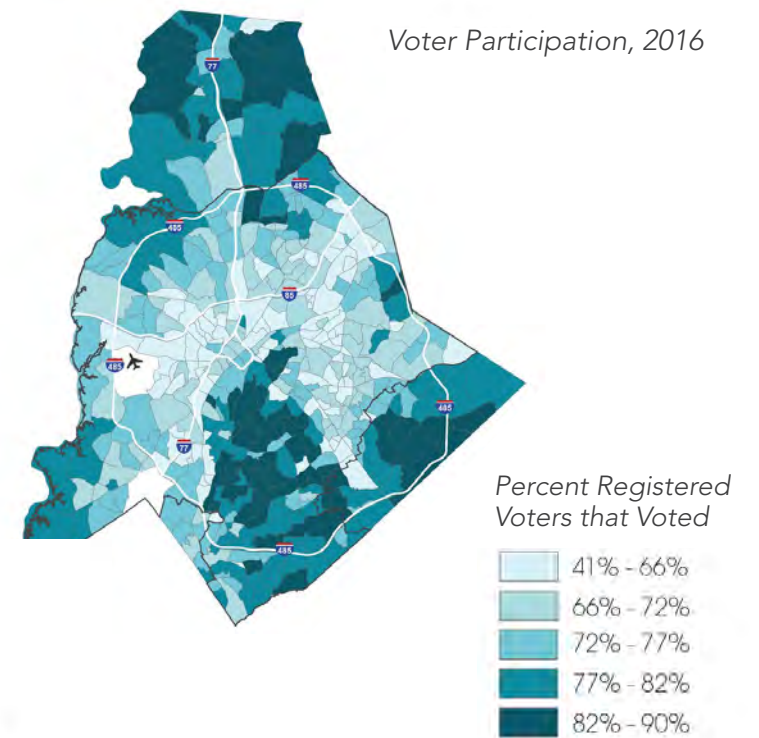 Voter Participation, 2016
77
485
485
85
485
485
77
485
Percent Registered
Voters that Voted
41% - 66%
66% - 72%
72% - 77%
77% - 82%
82% - 90%